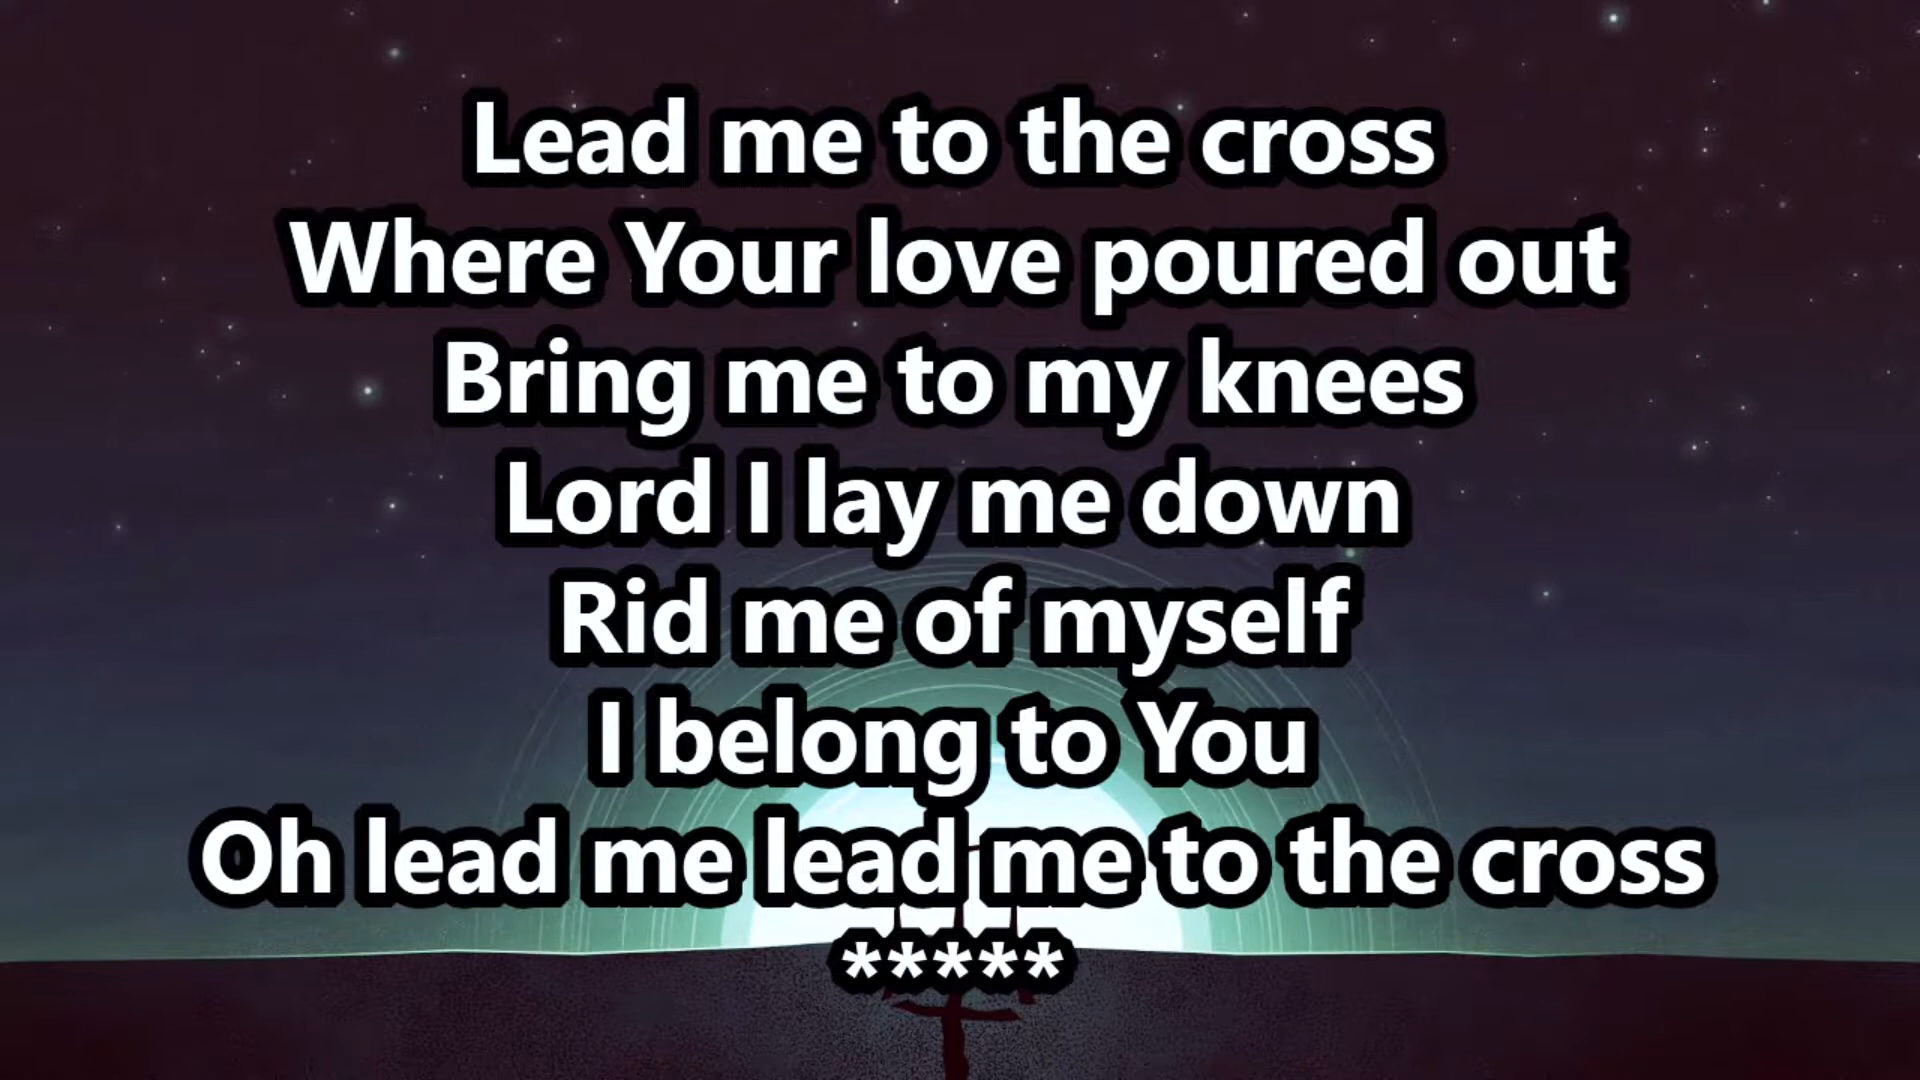 Lead me to the cross
Where Your love poured out
Bring me to my knees
Lord I lay me down
Rid me of myself
I belong to You
Oh lead me lead me to the cross
*****